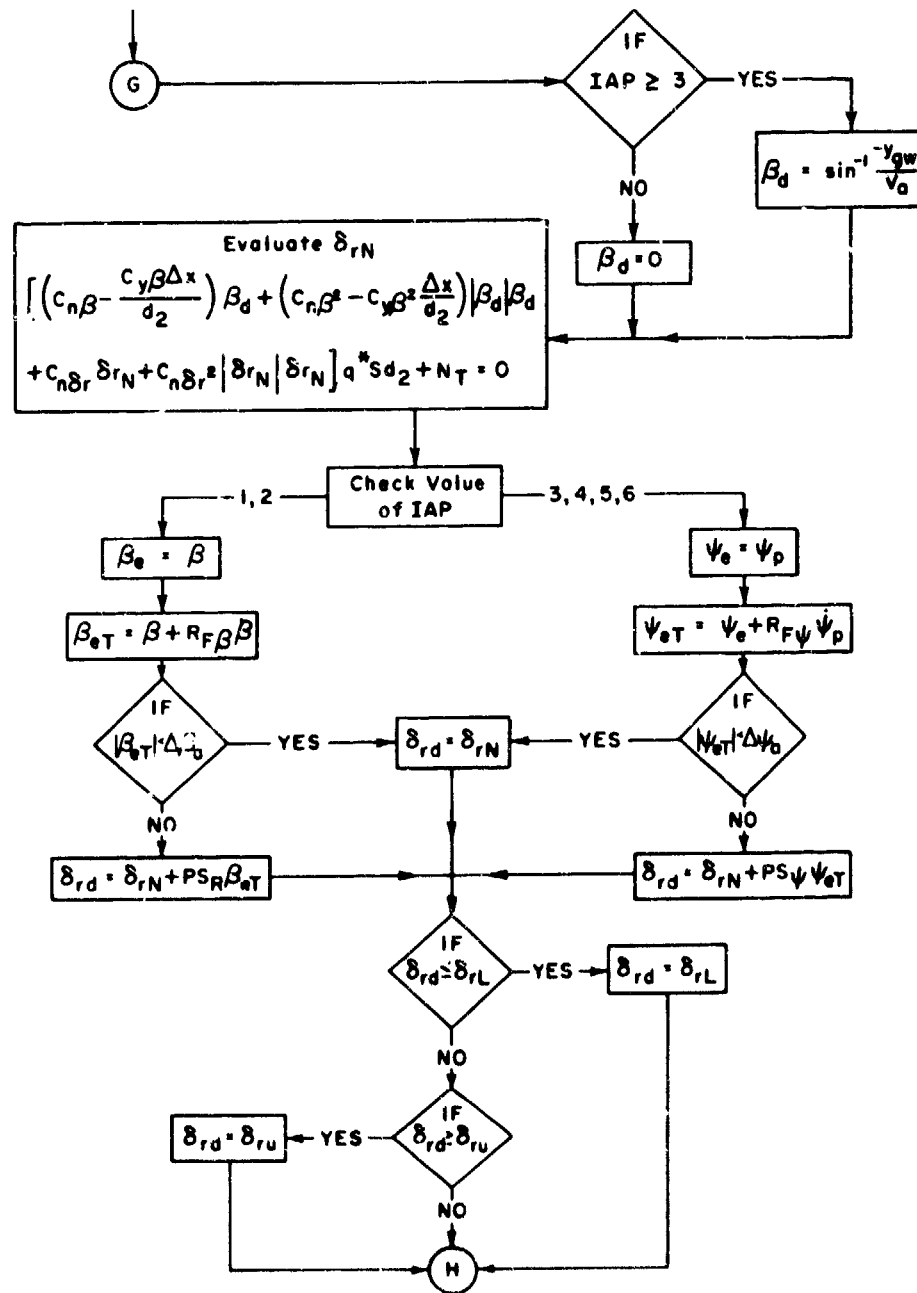 G
IF
IAP ≥ 3
YES
NO
β_d = sin⁻¹ -y_gw / V_a
β_d = 0
Evaluate δ_rN
[(C_nβ - C_yβ Δx / d_2) β_d + (C_nβ² - C_yβ² Δx / d_2) |β_d| β_d
+ C_nδr δ_rN + C_nδr² |δ_rN| δ_rN] q* S d_2 + N_T = 0
Check Value
of IAP
1, 2
3, 4, 5, 6
β_e = β
ψ_e = ψ_p
β_eT = β + R_Fβ β
ψ_eT = ψ_e + R_Fψ ψ̇_p
IF
|β_eT| <
YES
δ_rd = δ_rN
YES
IF
|ψ_eT| < Δψ_a
NO
NO
δ_rd = δ_rN + PS_R β_eT
δ_rd = δ_rN + PS_ψ ψ_eT
IF
δ_rd ≤ δ_rL
YES
δ_rd = δ_rL
NO
IF
δ_rd ≥ δ_ru
YES
δ_rd = δ_ru
NO
H